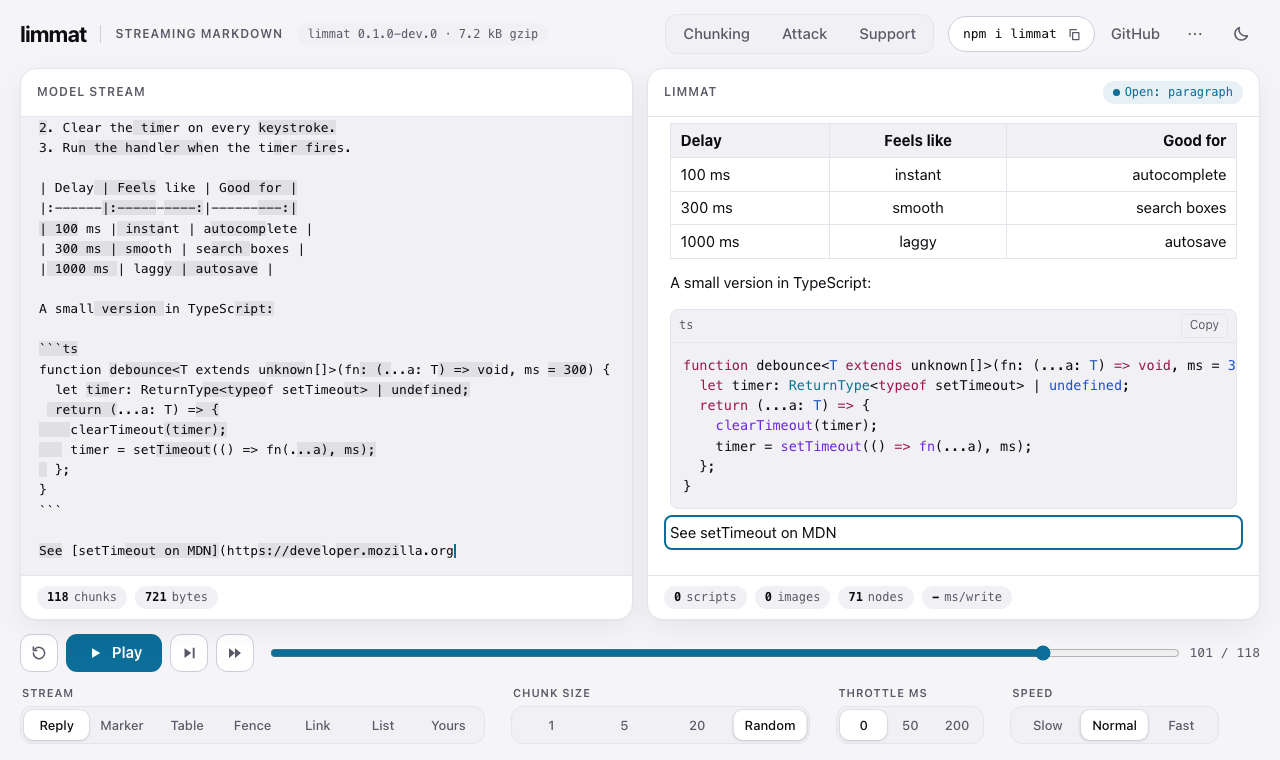 limmat
STREAMING MARKDOWN
limmat 0.1.0-dev.0 · 7.2 kB gzip
Chunking
Attack
Support
npm i limmat
GitHub
···
MODEL STREAM
2. Clear the timer on every keystroke.
3. Run the handler when the timer fires.
| Delay | Feels like | Good for |
|:------|:----------:|---------:|
| 100 ms | instant | autocomplete |
| 300 ms | smooth | search boxes |
| 1000 ms | laggy | autosave |
A small version in TypeScript:
```ts
function debounce<T extends unknown[]>(fn: (...a: T) => void, ms = 300) {
  let timer: ReturnType<typeof setTimeout> | undefined;
  return (...a: T) => {
    clearTimeout(timer);
    timer = setTimeout(() => fn(...a), ms);
  };
}
```
See [setTimeout on MDN](https://developer.mozilla.org
118 chunks
721 bytes
LIMMAT
Open: paragraph
Delay Feels like Good for
100 ms instant autocomplete
300 ms smooth search boxes
1000 ms laggy autosave
A small version in TypeScript:
ts
Copy
function debounce<T extends unknown[]>(fn: (...a: T) => void, ms = 3
  let timer: ReturnType<typeof setTimeout> | undefined;
  return (...a: T) => {
    clearTimeout(timer);
    timer = setTimeout(() => fn(...a), ms);
  };
}
See setTimeout on MDN
0 scripts
0 images
71 nodes
– ms/write
Play
101 / 118
STREAM
Reply
Marker
Table
Fence
Link
List
Yours
CHUNK SIZE
1
5
20
Random
THROTTLE MS
0
50
200
SPEED
Slow
Normal
Fast